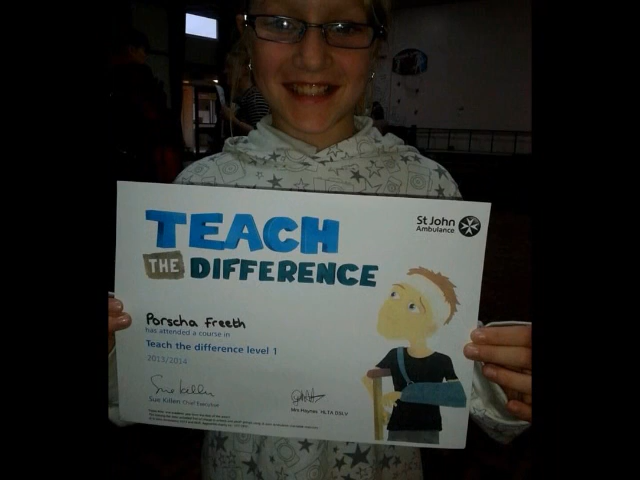 St John
Ambulance
TEACH
THE DIFFERENCE
Porscha Freeth
has attended a course in
Teach the difference level 1
2013/2014
Sue Killen
Sue Killen Chief Executive
Mrs Haynes HLTA DSLV